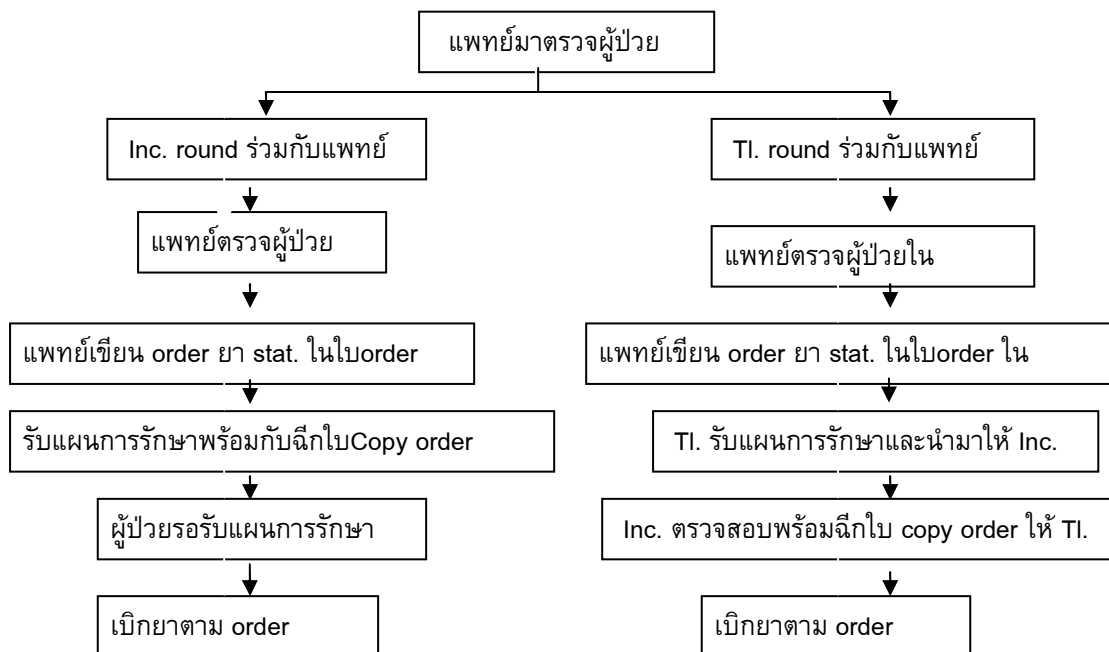 แพทย์มาตรวจผู้ป่วย
Inc. round ร่วมกับแพทย์
แพทย์ตรวจผู้ป่วย
แพทย์เขียน order ยา stat. ในใบorder
รับแผนการรักษาพร้อมกับฉีกใบCopy order
ผู้ป่วยรอรับแผนการรักษา
เบิกยาตาม order
Tl. round ร่วมกับแพทย์
แพทย์ตรวจผู้ป่วยใน
แพทย์เขียน order ยา stat. ในใบorder ใน
Tl. รับแผนการรักษาและนำมาให้ Inc.
Inc. ตรวจสอบพร้อมฉีกใบ copy order ให้ Tl.
เบิกยาตาม order